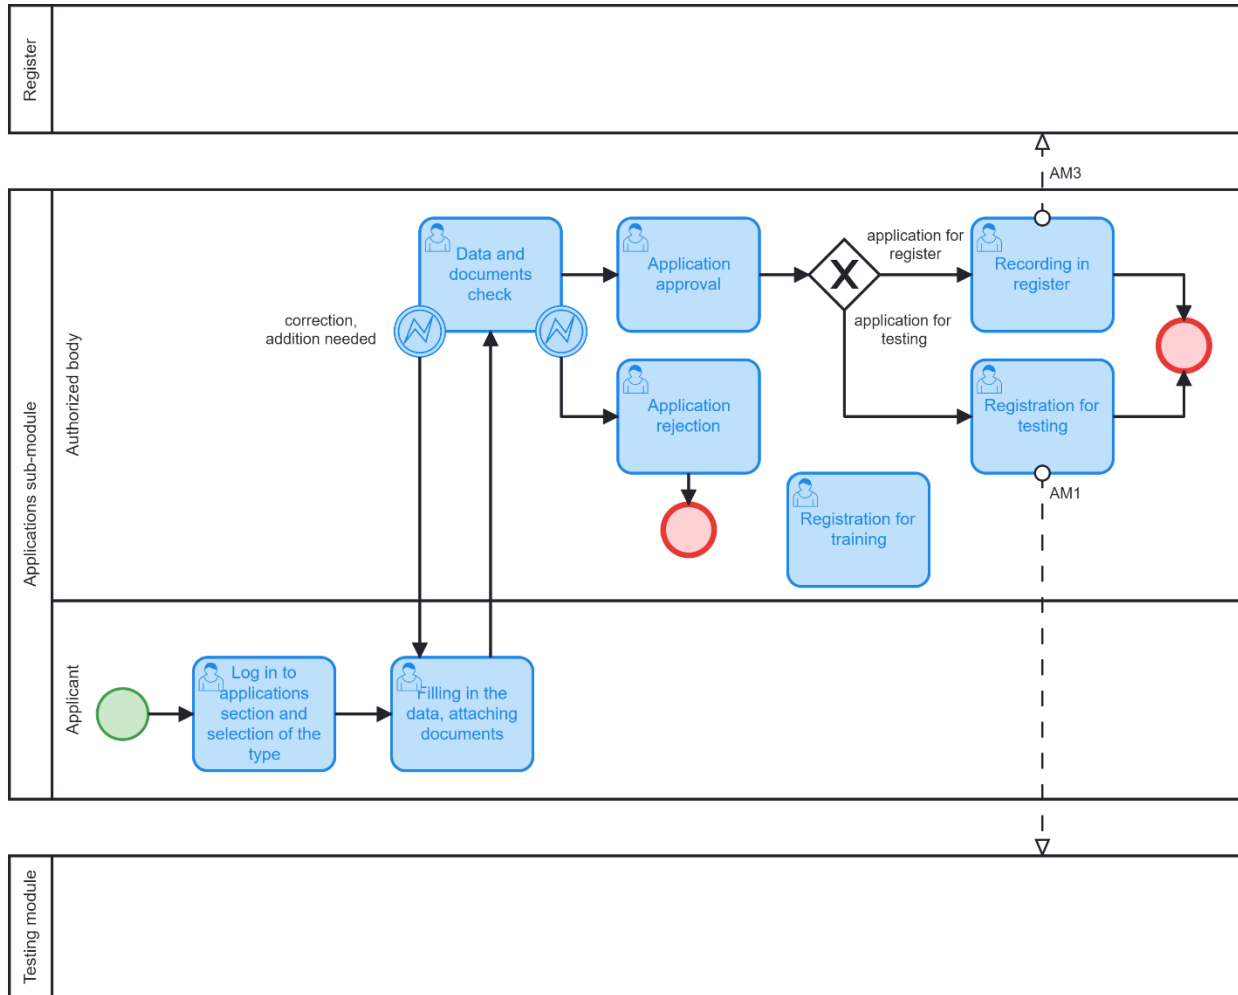 Register
AM3
Applications sub-module
Authorized body
Data and
documents
check
correction,
addition needed
Application
approval
application for
register
application for
testing
Recording in
register
Application
rejection
Registration for
testing
AM1
Registration for
training
Applicant
Log in to
applications
section and
selection of the
type
Filling in the
data, attaching
documents
Testing module